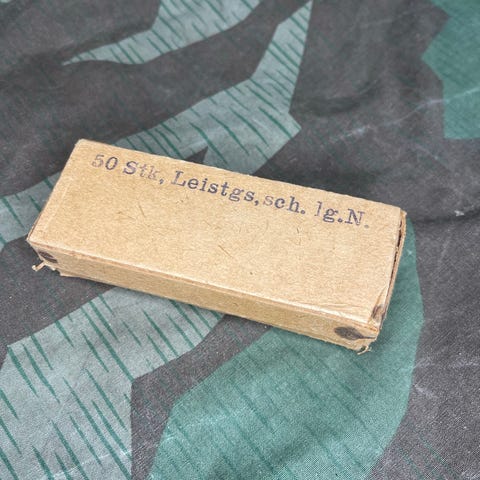 50 Stk, Leistgs,sch. lg.N.